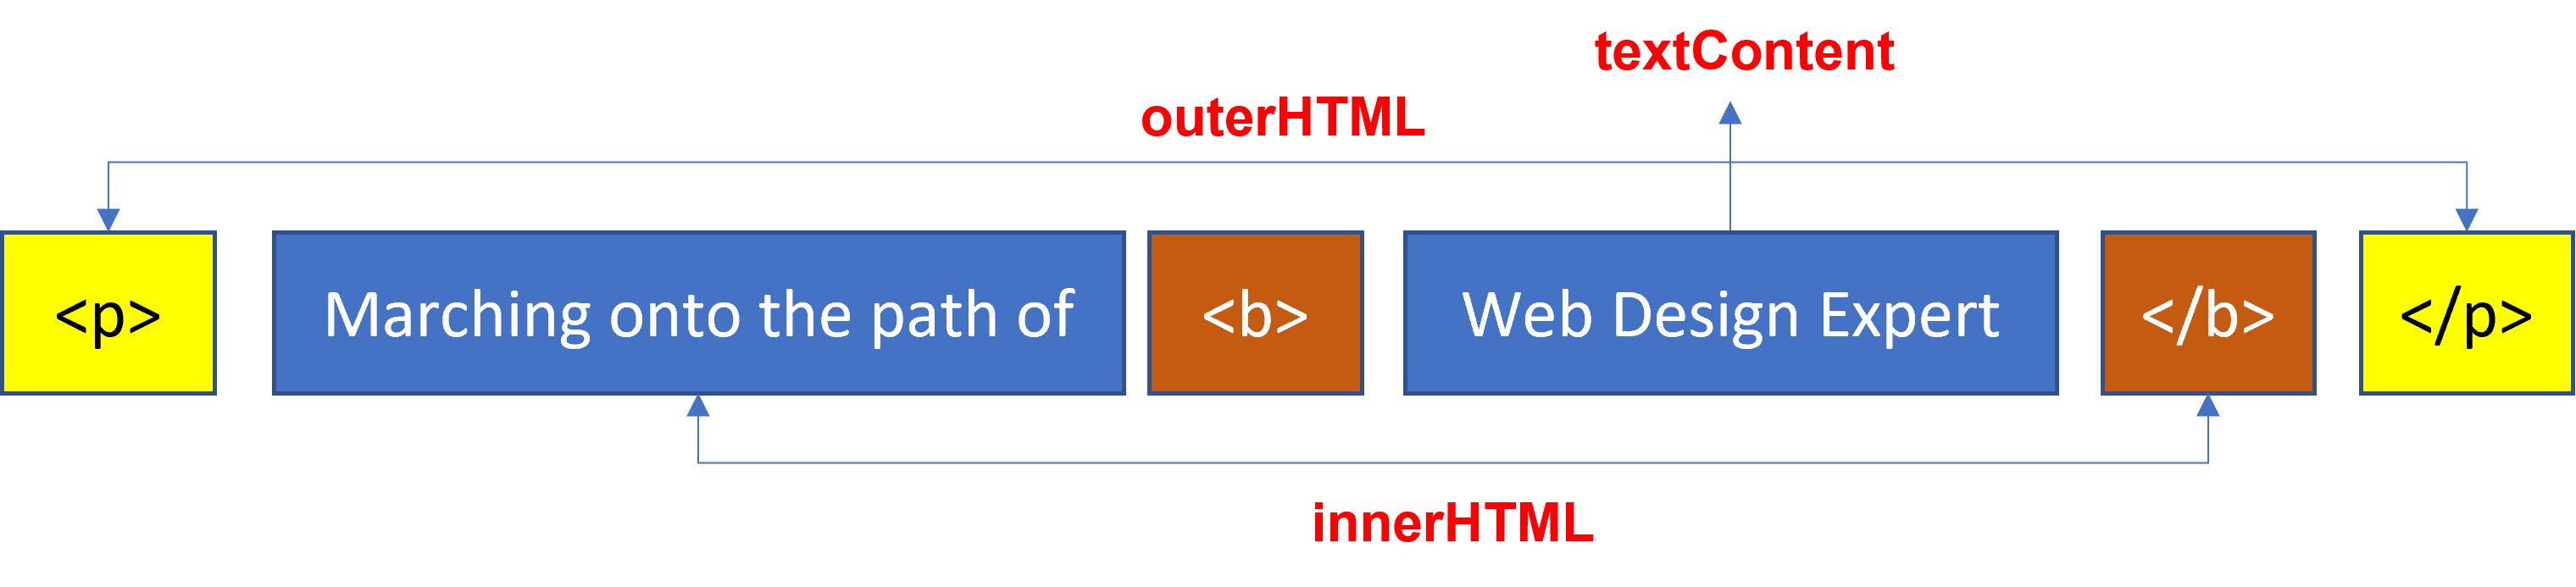 textContent
outerHTML
<p> Marching onto the path of <b> Web Design Expert </b> </p>
innerHTML